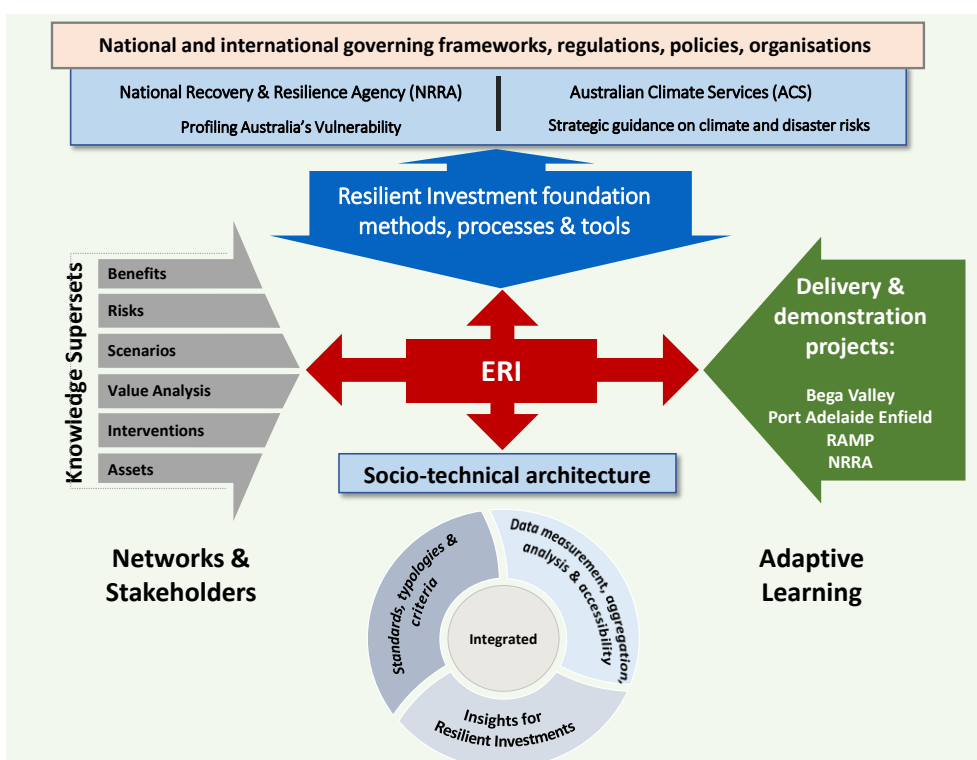 National and international governing frameworks, regulations, policies, organisations
National Recovery & Resilience Agency (NRRA)
Profiling Australia's Vulnerability
Australian Climate Services (ACS)
Strategic guidance on climate and disaster risks
Resilient Investment foundation
methods, processes & tools
Knowledge Supersets
Benefits
Risks
Scenarios
Value Analysis
Interventions
Assets
ERI
Delivery &
demonstration
projects:
Bega Valley
Port Adelaide Enfield
RAMP
NRRA
Socio-technical architecture
Networks &
Stakeholders
Adaptive
Learning
Standards, typologies &
criteria
Data measurement, aggregation,
analysis & accessibility
Integrated
Insights for
Resilient Investments